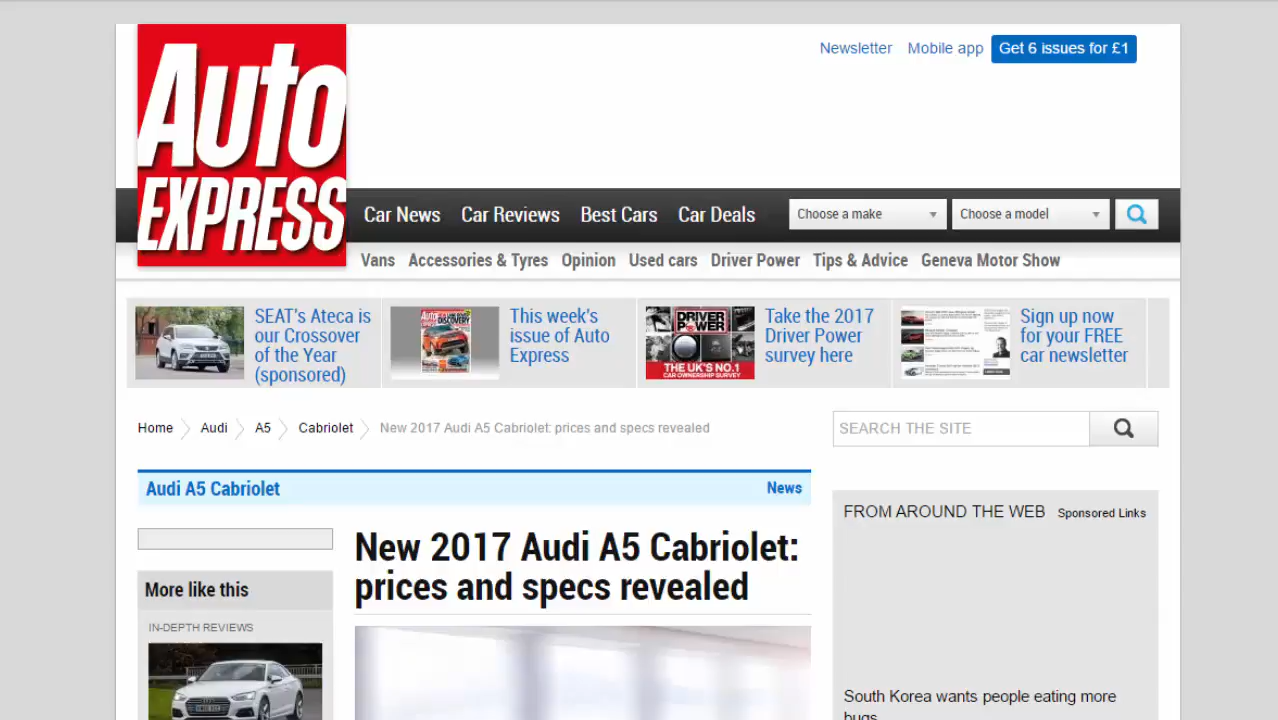 Auto
EXPRESS
Newsletter Mobile app Get 6 issues for £1
Car News Car Reviews Best Cars Car Deals Choose a make Choose a model
Vans Accessories & Tyres Opinion Used cars Driver Power Tips & Advice Geneva Motor Show
SEAT's Ateca is
our Crossover
of the Year
(sponsored)
This week's
issue of Auto
Express
DRIVER
POWER
THE UK'S NO.1
CAR OWNERSHIP SURVEY
Take the 2017
Driver Power
survey here
Sign up now
for your FREE
car newsletter
Home Audi A5 Cabriolet New 2017 Audi A5 Cabriolet: prices and specs revealed
SEARCH THE SITE
Audi A5 Cabriolet News
New 2017 Audi A5 Cabriolet:
prices and specs revealed
More like this
IN-DEPTH REVIEWS
FROM AROUND THE WEB Sponsored Links
South Korea wants people eating more
bugs